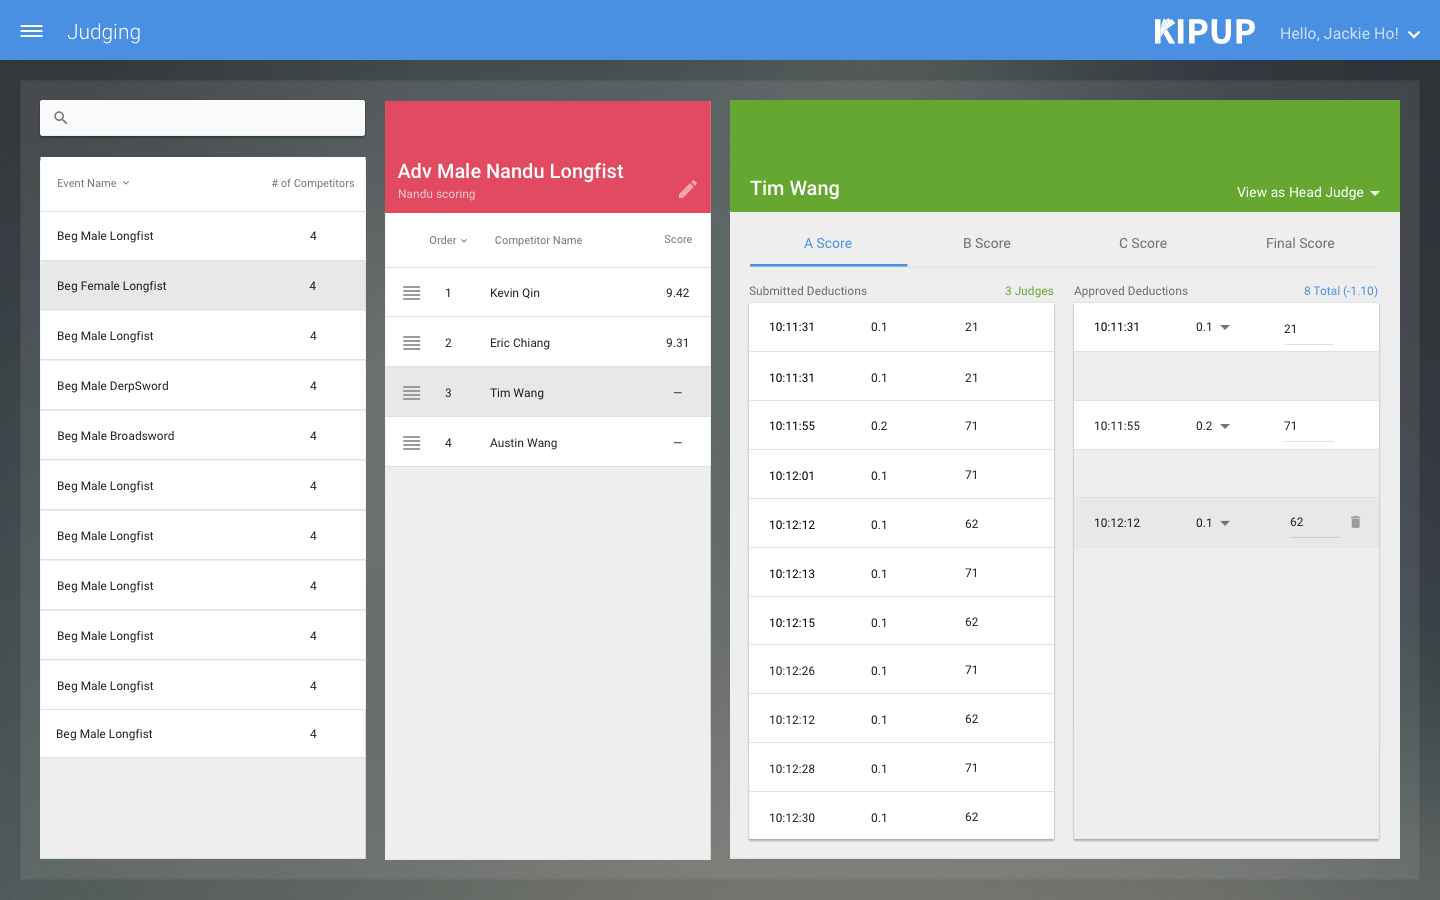 Judging
KIPUP
Hello, Jackie Ho!
Event Name
# of Competitors
Beg Male Longfist 4
Beg Female Longfist 4
Beg Male Longfist 4
Beg Male DerpSword 4
Beg Male Broadsword 4
Beg Male Longfist 4
Beg Male Longfist 4
Beg Male Longfist 4
Beg Male Longfist 4
Beg Male Longfist 4
Beg Male Longfist 4
Adv Male Nandu Longfist
Nandu scoring
Order Competitor Name Score
1 Kevin Qin 9.42
2 Eric Chiang 9.31
3 Tim Wang –
4 Austin Wang –
Tim Wang
View as Head Judge
A Score B Score C Score Final Score
Submitted Deductions 3 Judges
10:11:31 0.1 21
10:11:31 0.1 21
10:11:55 0.2 71
10:12:01 0.1 71
10:12:12 0.1 62
10:12:13 0.1 71
10:12:15 0.1 62
10:12:26 0.1 71
10:12:12 0.1 62
10:12:28 0.1 71
10:12:30 0.1 62
Approved Deductions 8 Total (-1.10)
10:11:31 0.1 21
10:11:55 0.2 71
10:12:12 0.1 62